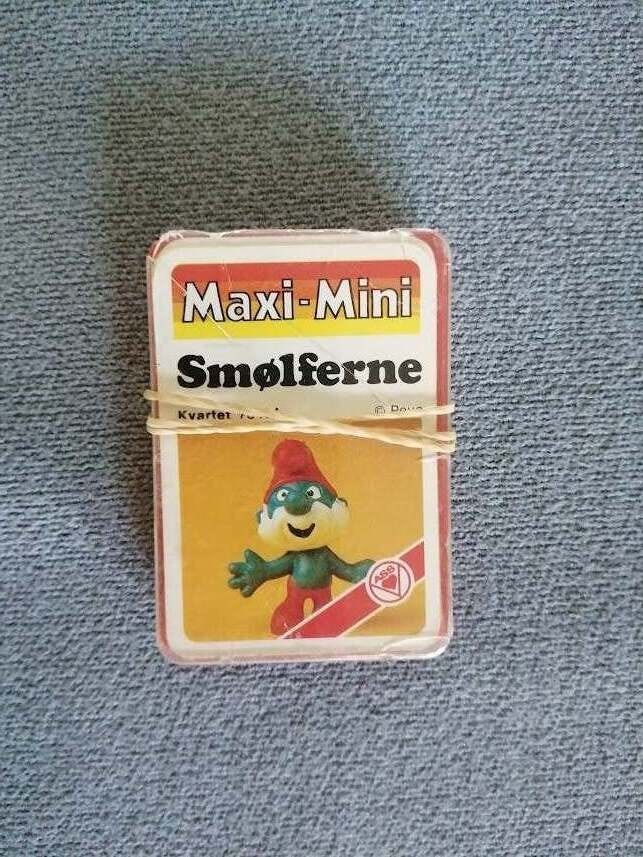 Maxi-Mini
Smølferne
Kvartet
© Peyo
ASS